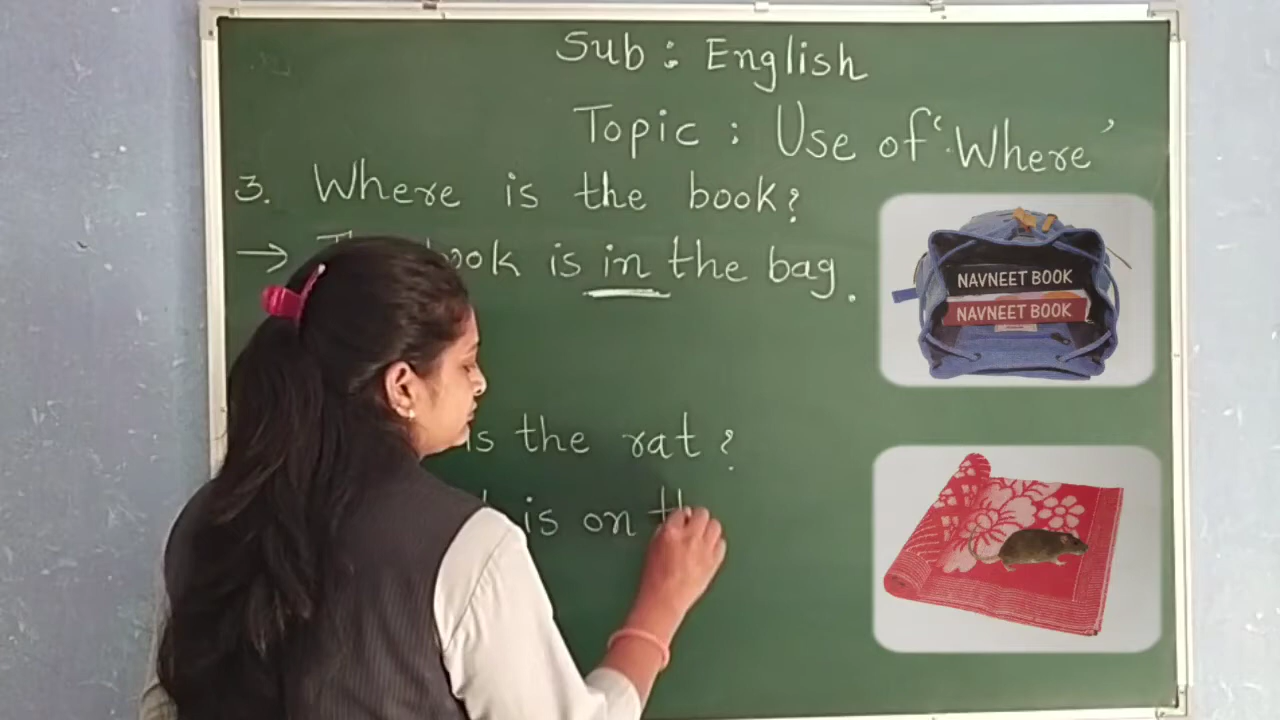 Sub : English
Topic : Use of 'Where'
3. Where is the book?
→ book is in the bag.
NAVNEET BOOK
NAVNEET BOOK
is the rat?
is on th